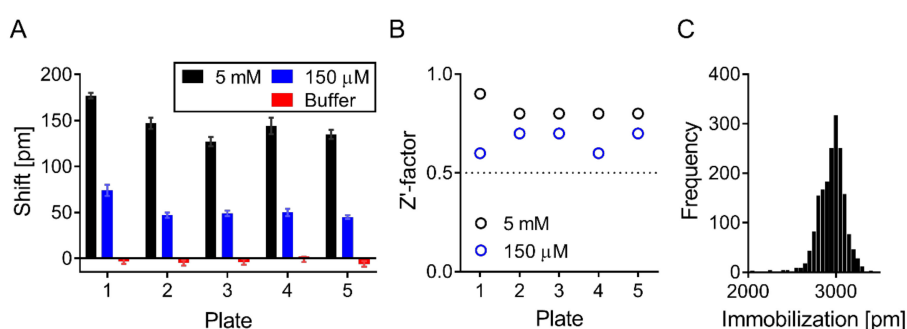 A
Shift [pm]
200
150
100
50
0
5 mM
150 μM
Buffer
1 2 3 4 5
Plate
B
Z'-factor
1.0
0.5
0.0
5 mM
150 μM
1 2 3 4 5
Plate
C
Frequency
400
300
200
100
0
2000 3000
Immobilization [pm]